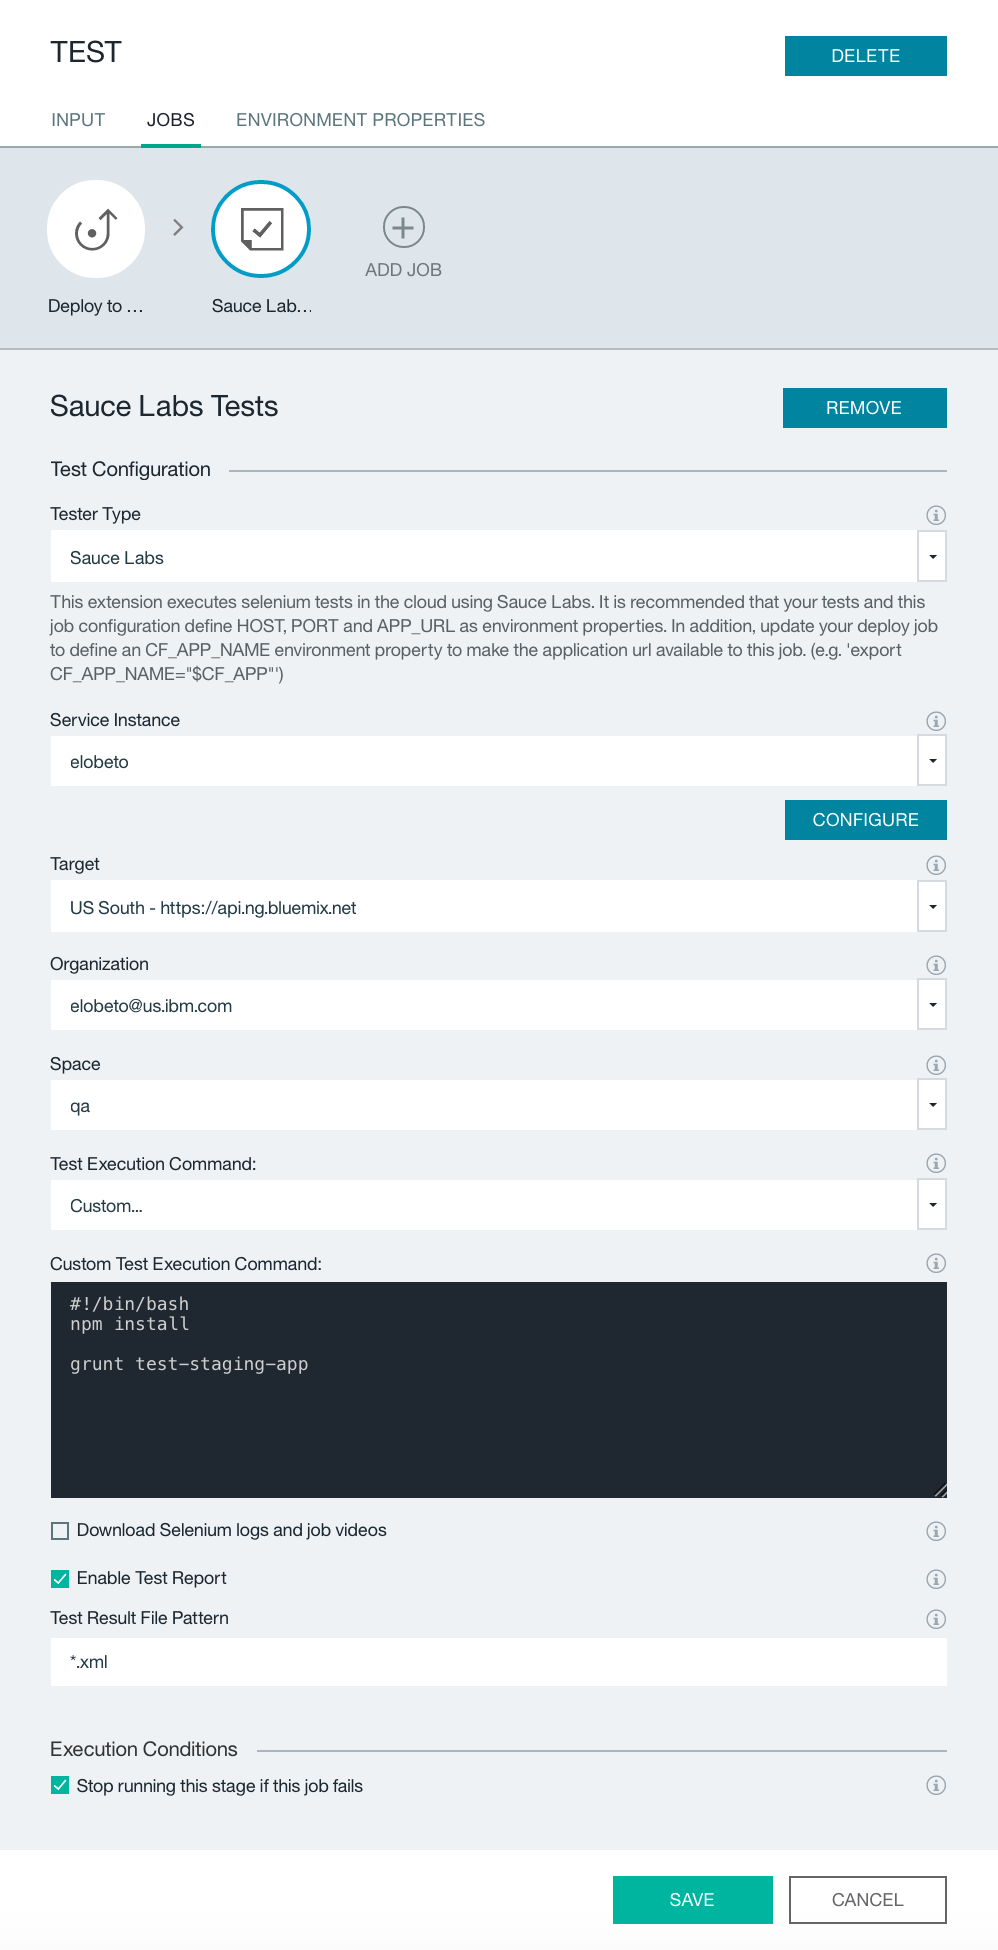 TEST
DELETE
INPUT
JOBS
ENVIRONMENT PROPERTIES
ADD JOB
Deploy to ...
Sauce Lab...
Sauce Labs Tests
REMOVE
Test Configuration
Tester Type
Sauce Labs
This extension executes selenium tests in the cloud using Sauce Labs. It is recommended that your tests and this
job configuration define HOST, PORT and APP_URL as environment properties. In addition, update your deploy job
to define an CF_APP_NAME environment property to make the application url available to this job. (e.g. 'export
CF_APP_NAME="$CF_APP"')
Service Instance
elobeto
CONFIGURE
Target
US South - https://api.ng.bluemix.net
Organization
elobeto@us.ibm.com
Space
qa
Test Execution Command:
Custom...
Custom Test Execution Command:
#!/bin/bash
npm install
grunt test-staging-app
Download Selenium logs and job videos
Enable Test Report
Test Result File Pattern
*.xml
Execution Conditions
Stop running this stage if this job fails
SAVE
CANCEL